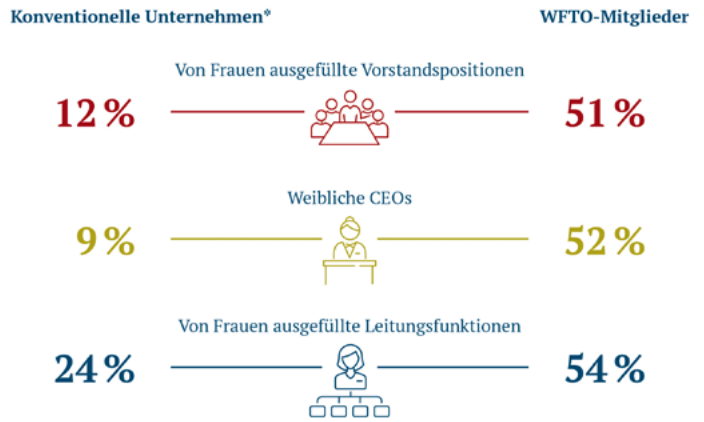 Konventionelle Unternehmen* WFTO-Mitglieder
Von Frauen ausgefüllte Vorstandspositionen
12 % 51 %
Weibliche CEOs
9 % 52 %
Von Frauen ausgefüllte Leitungsfunktionen
24 % 54 %